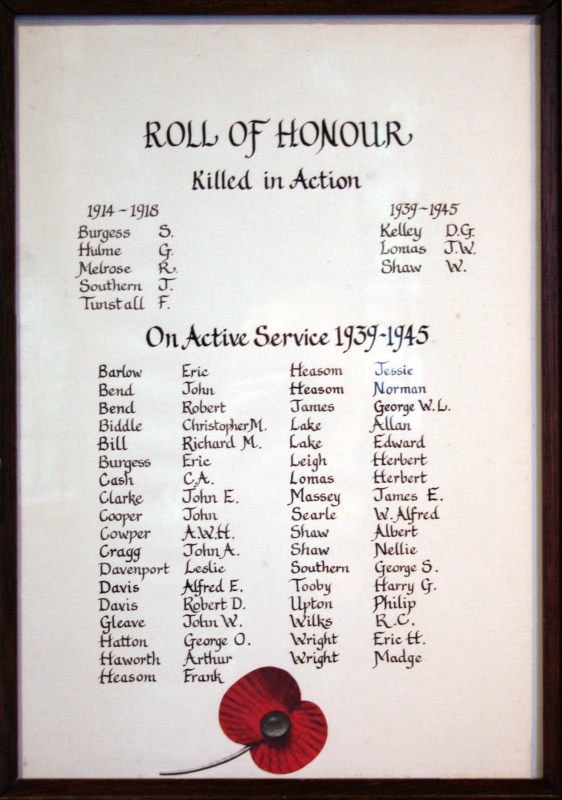 ROLL OF HONOUR
Killed in Action
1914 - 1918
Burgess S.
Hulme G.
Melrose R.
Southern J.
Tunstall F.
1939-1945
Kelley D.G.
Lomas J.W.
Shaw W.
On Active Service 1939-1945
Barlow Eric
Bend John
Bend Robert
Biddle Christopher M.
Bill Richard M.
Burgess Eric
Cash C.A.
Clarke John E.
Cooper John
Cowper A.W.H.
Cragg John A.
Davenport Leslie
Davis Alfred E.
Davis Robert D.
Gleave John W.
Hatton George O.
Haworth Arthur
Heasom Frank
Heasom Jessie
Heasom Norman
James George W.L.
Lake Allan
Lake Edward
Leigh Herbert
Lomas Herbert
Massey James E.
Searle W. Alfred
Shaw Albert
Shaw Nellie
Southern George S.
Tooby Harry G.
Upton Philip
Wilks R.C.
Wright Eric H.
Wright Madge